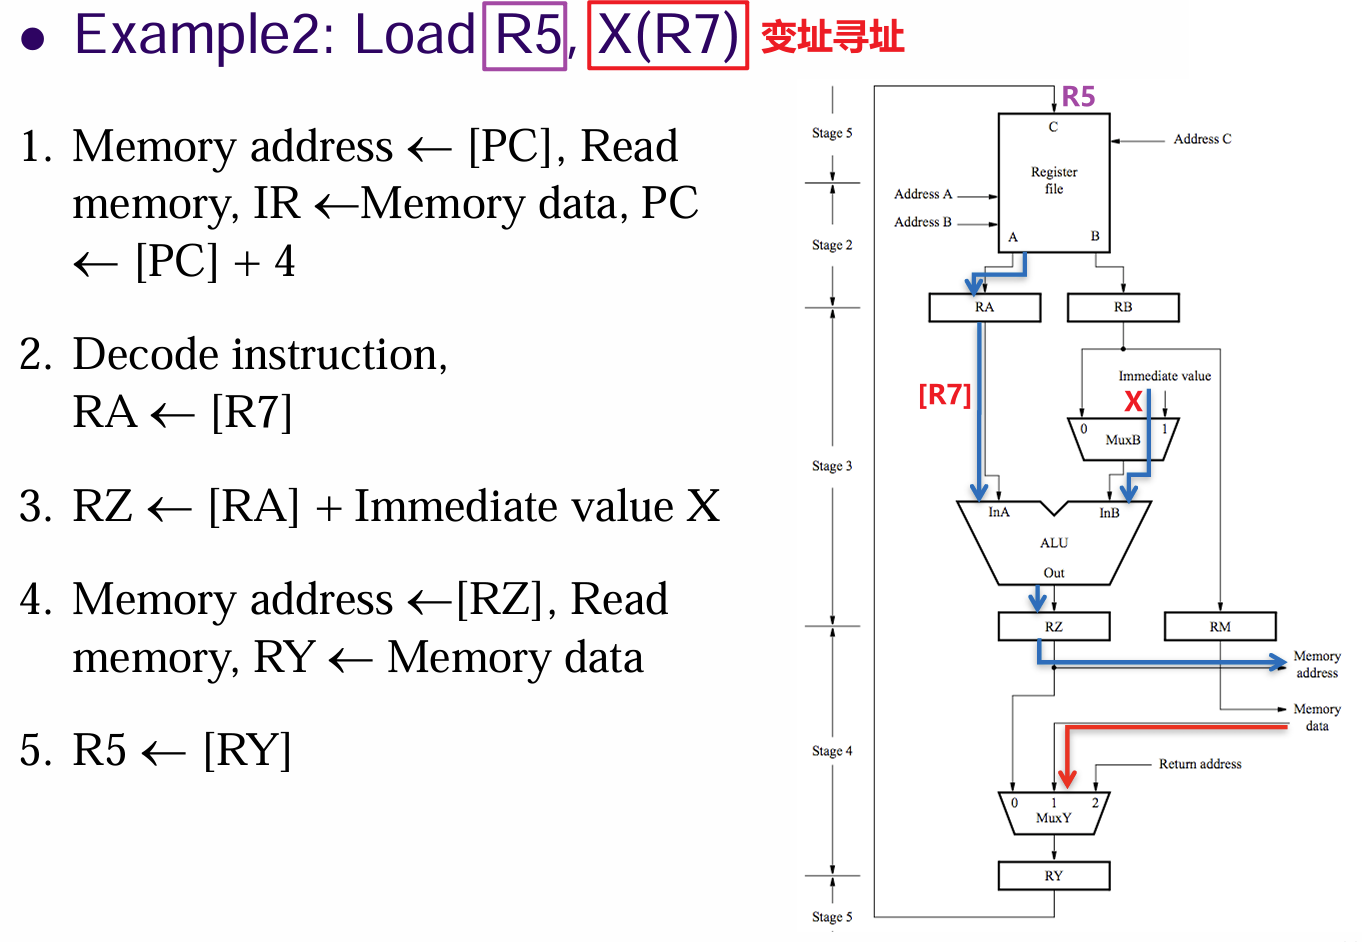 • Example2: Load R5, X(R7) 变址寻址
1. Memory address ← [PC], Read
memory, IR ←Memory data, PC
← [PC] + 4
2. Decode instruction,
RA ← [R7]
3. RZ ← [RA] + Immediate value X
4. Memory address ←[RZ], Read
memory, RY ← Memory data
5. R5 ← [RY]
R5
Stage 5
C
Address C
Register
file
Address A
Address B
A
B
Stage 2
RA
RB
Immediate value
[R7]
X
0
1
MuxB
Stage 3
InA
InB
ALU
Out
RZ
RM
Memory
address
Memory
data
Stage 4
Return address
0
1
2
MuxY
RY
Stage 5